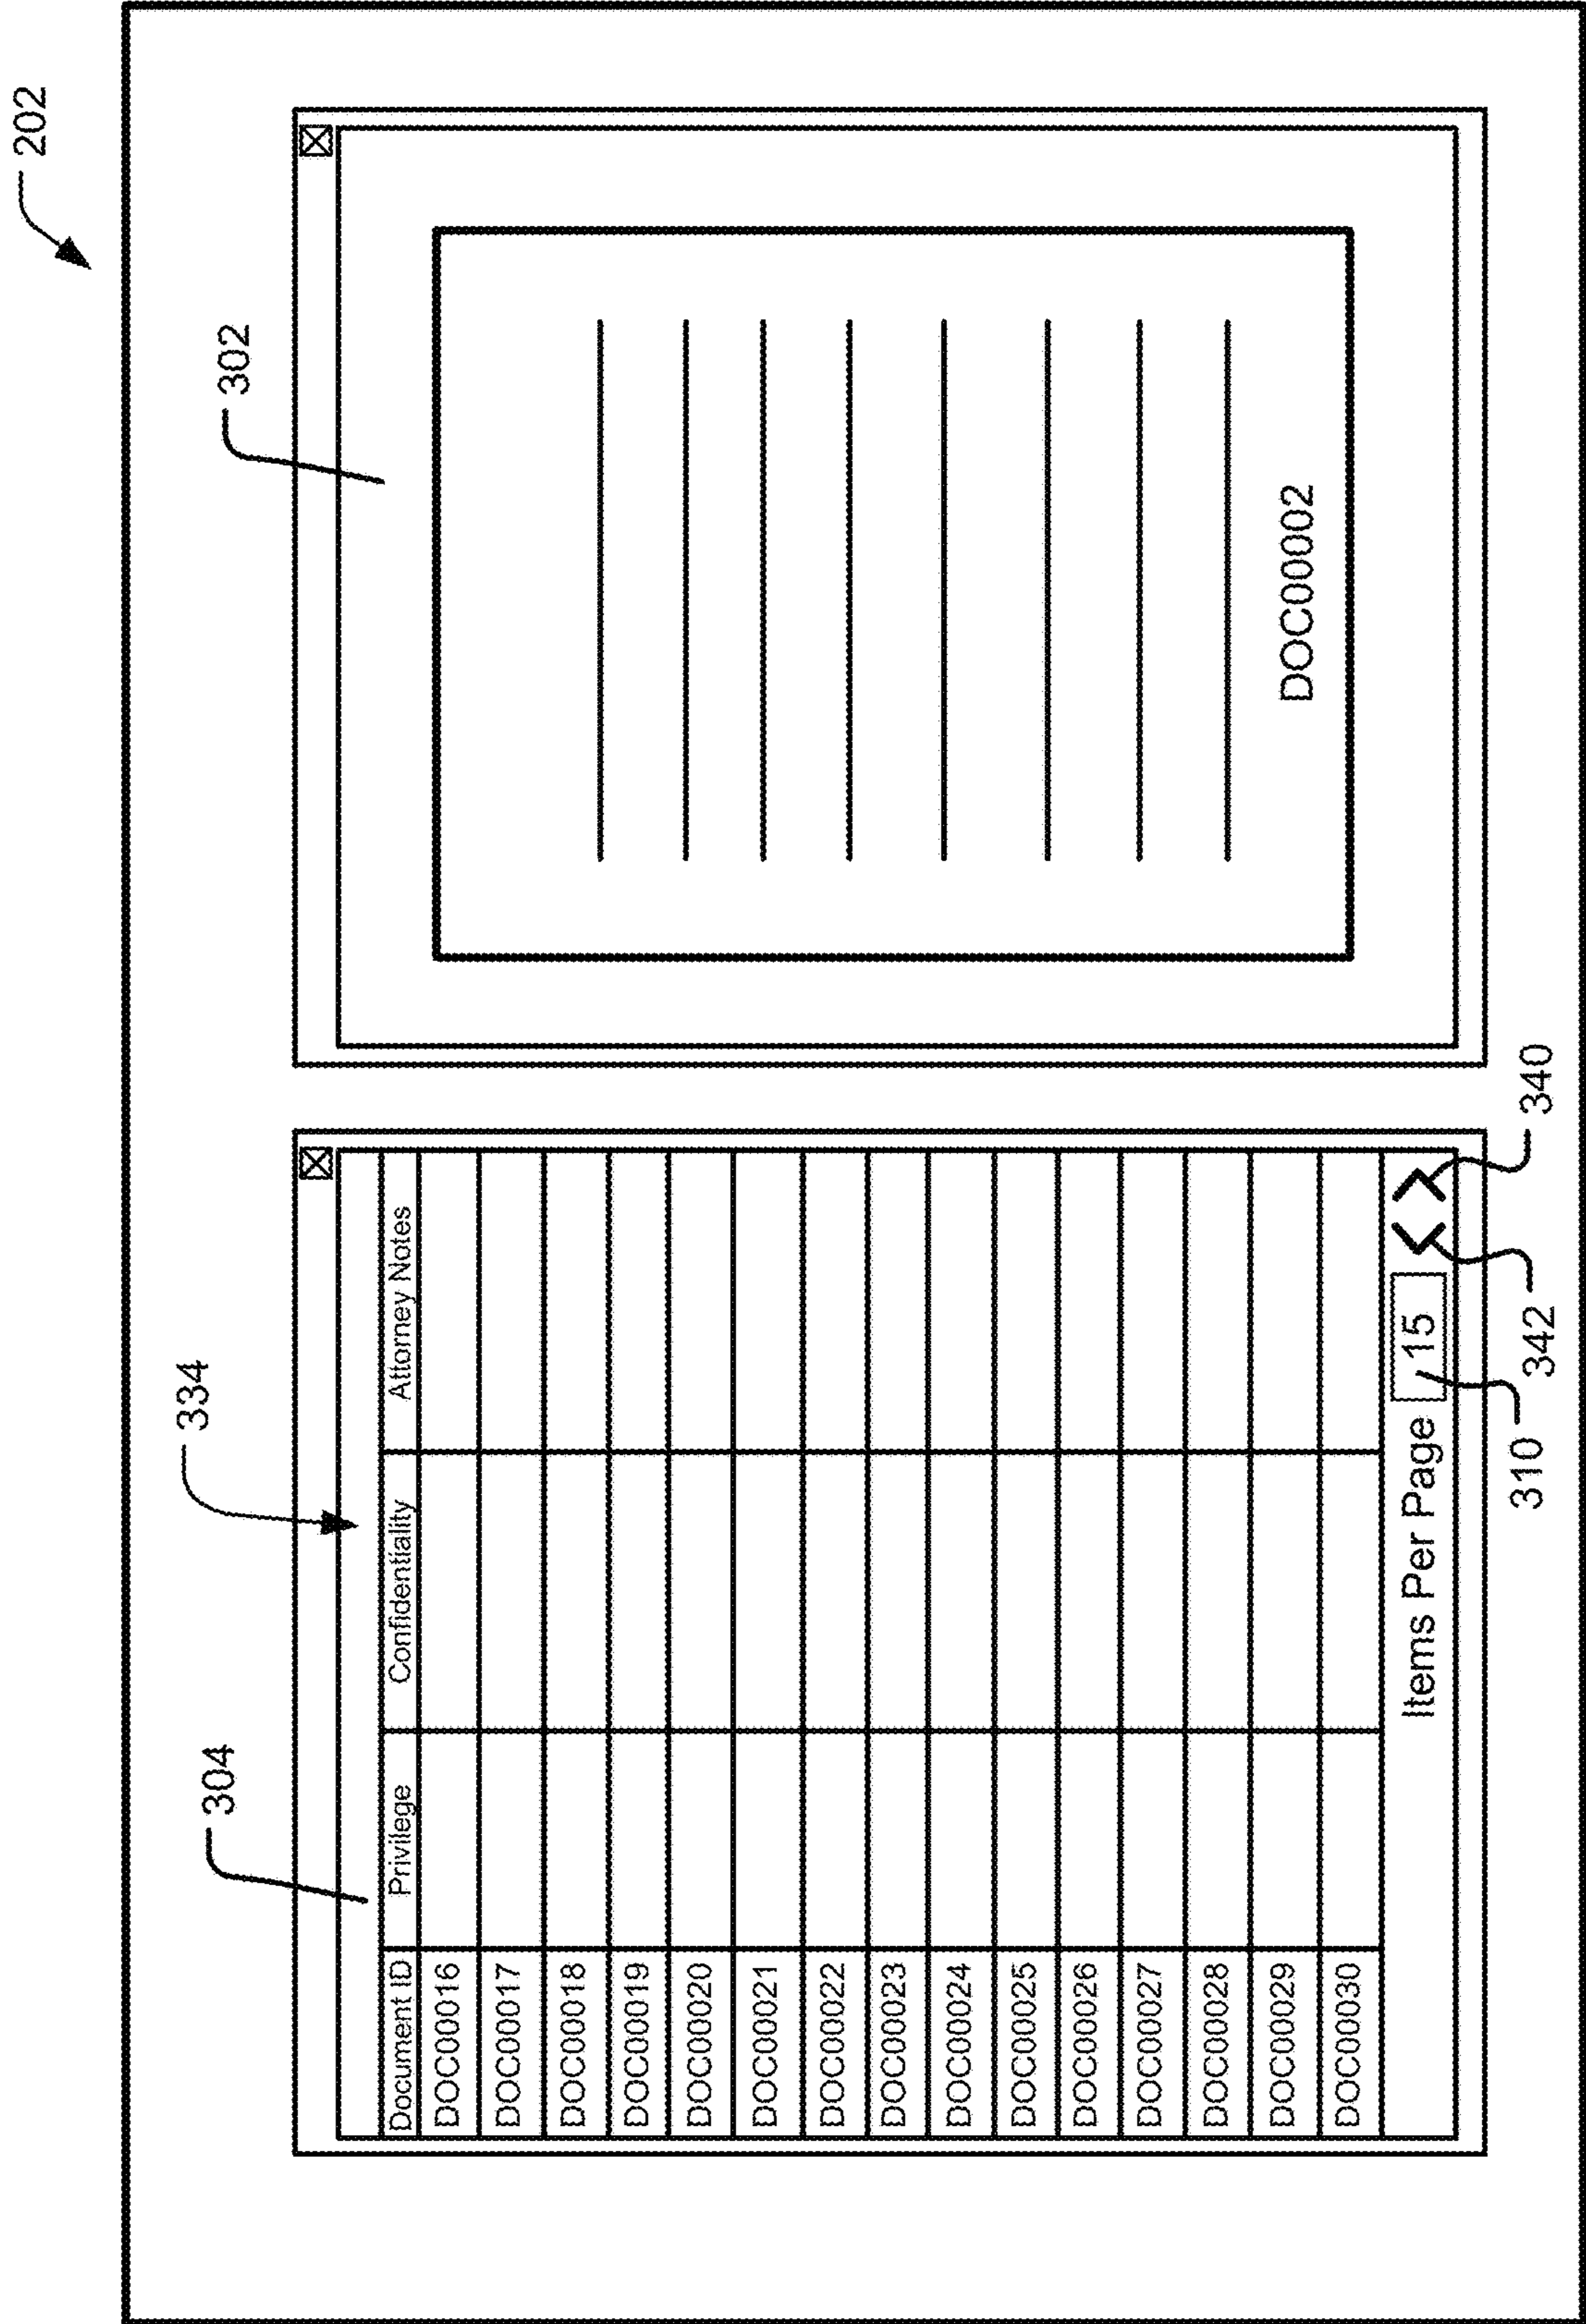 202
334
304
302
Document ID Privilege Confidentiality Attorney Notes
DOC00016
DOC00017
DOC00018
DOC00019
DOC00020
DOC00021
DOC00022
DOC00023
DOC00024
DOC00025
DOC00026
DOC00027
DOC00028
DOC00029
DOC00030
Items Per Page 15 < >
310
342
340
DOC00002